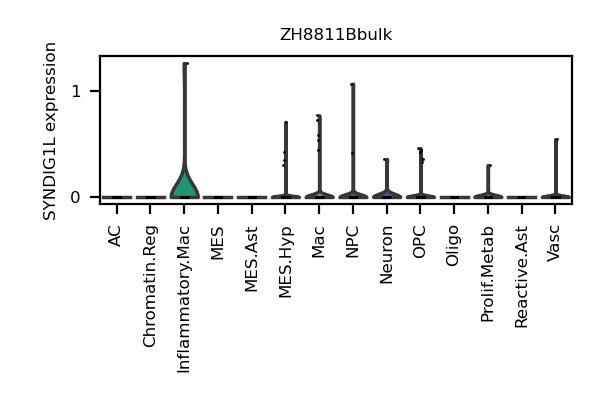 ZH8811Bbulk
SYNDIG1L expression
1
0
AC
Chromatin.Reg
Inflammatory.Mac
MES
MES.Ast
MES.Hyp
Mac
NPC
Neuron
OPC
Oligo
Prolif.Metab
Reactive.Ast
Vasc